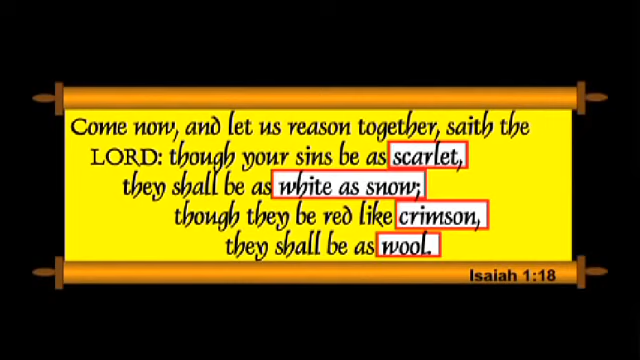 Come now, and let us reason together, saith the
LORD: though your sins be as scarlet,
they shall be as white as snow;
though they be red like crimson,
they shall be as wool.
Isaiah 1:18